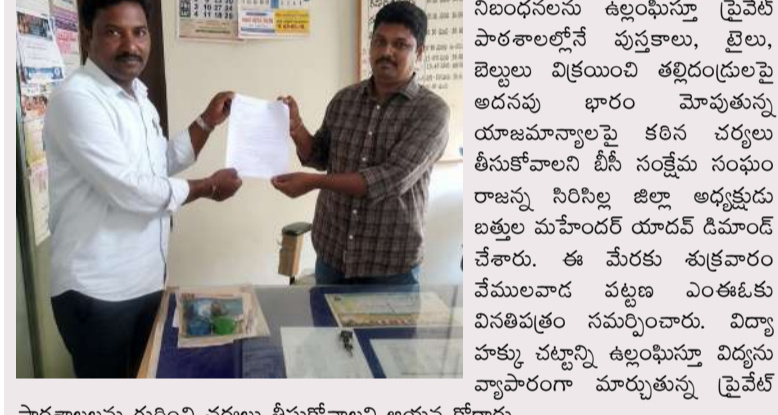 నిబంధనలను ఉల్లంఘిస్తూ ప్రైవేట్
పాఠశాలల్లోనే పుస్తకాలు, టైలు,
బెల్టులు విక్రయించి తల్లిదండ్రులపై
అదనపు భారం మోపుతున్న
యాజమాన్యాలపై కఠిన చర్యలు
తీసుకోవాలని బీసీ సంక్షేమ సంఘం
రాజన్న సిరిసిల్ల జిల్లా అధ్యక్షుడు
బత్తుల మహేందర్ యాదవ్ డిమాండ్
చేశారు. ఈ మేరకు శుక్రవారం
వేములవాడ పట్టణ ఎంఈఓకు
వినతిపత్రం సమర్పించారు. విద్యా
హక్కు చట్టాన్ని ఉల్లంఘిస్తూ విద్యను
వ్యాపారంగా మార్చుతున్న ప్రైవేట్